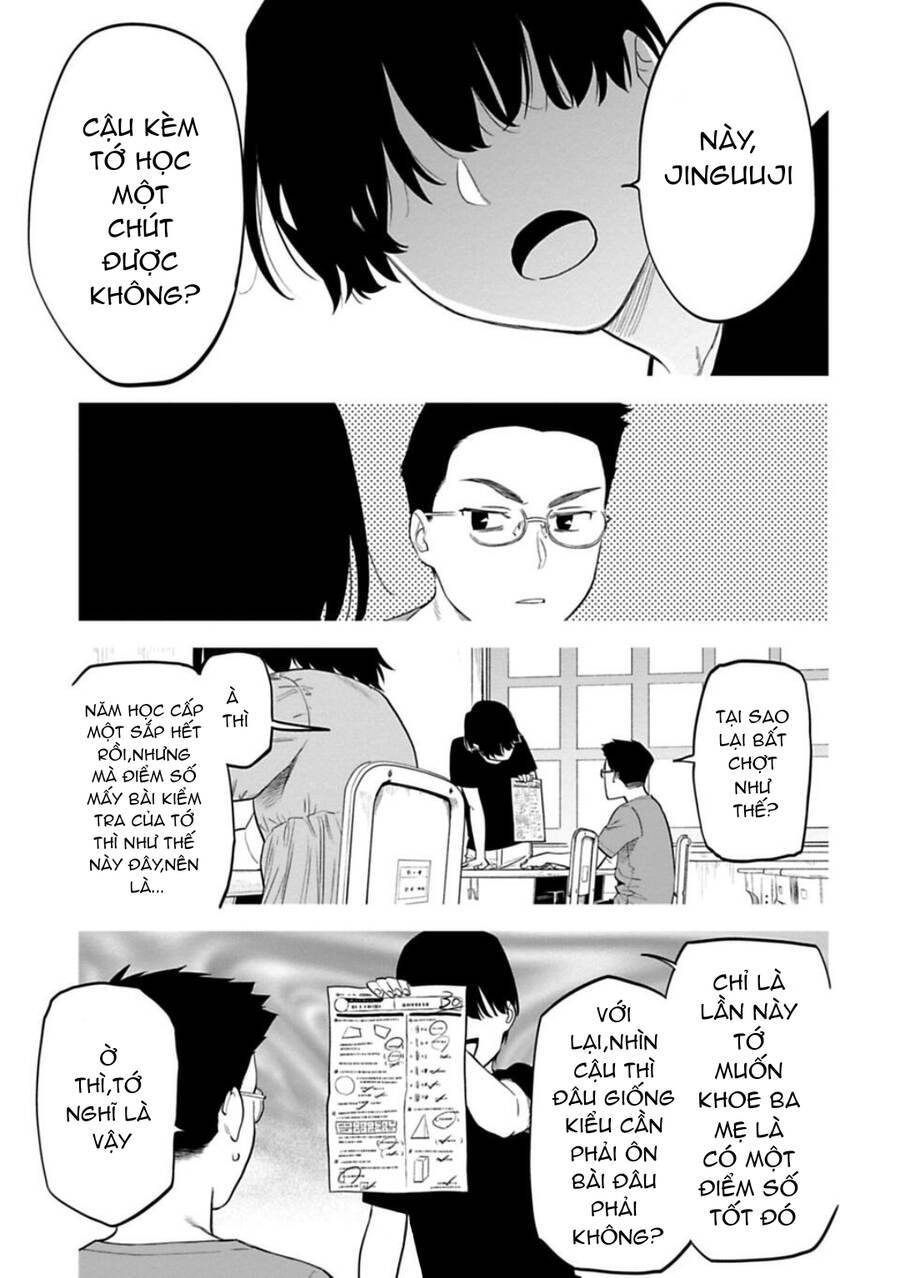 NÀY,
JINGUUJI
CẬU KÈM
TỚ HỌC
MỘT
CHÚT
ĐƯỢC
KHÔNG?
TẠI SAO
LẠI BẤT
CHỢT
NHƯ
THẾ?
À
THÌ
NĂM HỌC CẤP
MỘT SẮP HẾT
RỒI,NHƯNG
MÀ ĐIỂM SỐ
MẤY BÀI KIỂM
TRA CỦA TỚ
THÌ NHƯ THẾ
NÀY ĐÂY,NÊN
LÀ...
CHỈ LÀ
LẦN NÀY
TỚ
MUỐN
KHOE BA
MẸ LÀ
CÓ MỘT
ĐIỂM SỐ
TỐT ĐÓ
VỚI
LẠI,NHÌN
CẬU THÌ
ĐÂU GIỐNG
KIỂU CẦN
PHẢI ÔN
BÀI ĐÂU
PHẢI
KHÔNG?
30
Ờ
THÌ,TỚ
NGHĨ LÀ
VẬY